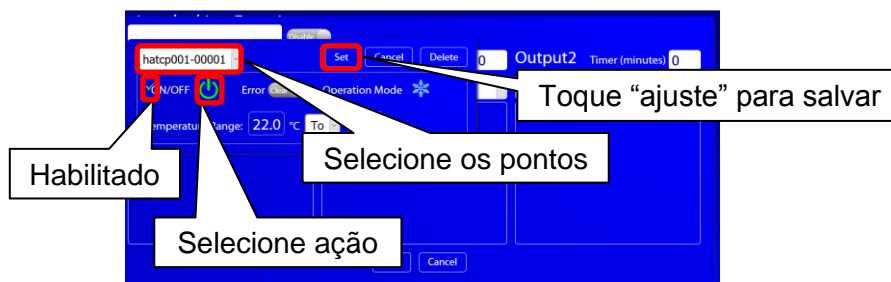 hatcp001-00001
Set
Cancel
Delete
0
Output2
Timer (minutes)
0
ON/OFF
Error
Operation Mode
Range:
22.0
°C
To
Toque “ajuste” para salvar
Selecione os pontos
Habilitado
Selecione ação
Cancel